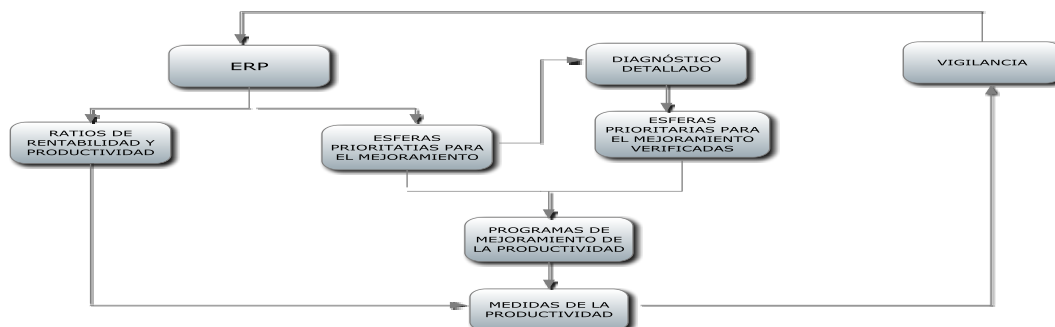 ERP
DIAGNÓSTICO
DETALLADO
VIGILANCIA
RATIOS DE
RENTABILIDAD Y
PRODUCTIVIDAD
ESFERAS
PRIORITATIAS PARA
EL MEJORAMIENTO
ESFERAS
PRIORITARIAS PARA
EL MEJORAMIENTO
VERIFICADAS
PROGRAMAS DE
MEJORAMIENTO DE
LA PRODUCTIVIDAD
MEDIDAS DE LA
PRODUCTIVIDAD